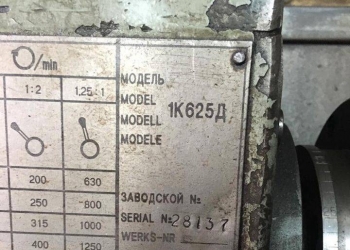 /min
1:2 1,25:1
200 630
250 800
315 1000
400 1250
МОДЕЛЬ
MODEL
MODELL
MODELE
1К625Д
ЗАВОДСКОЙ №
SERIAL № 28137
WERKS-NR